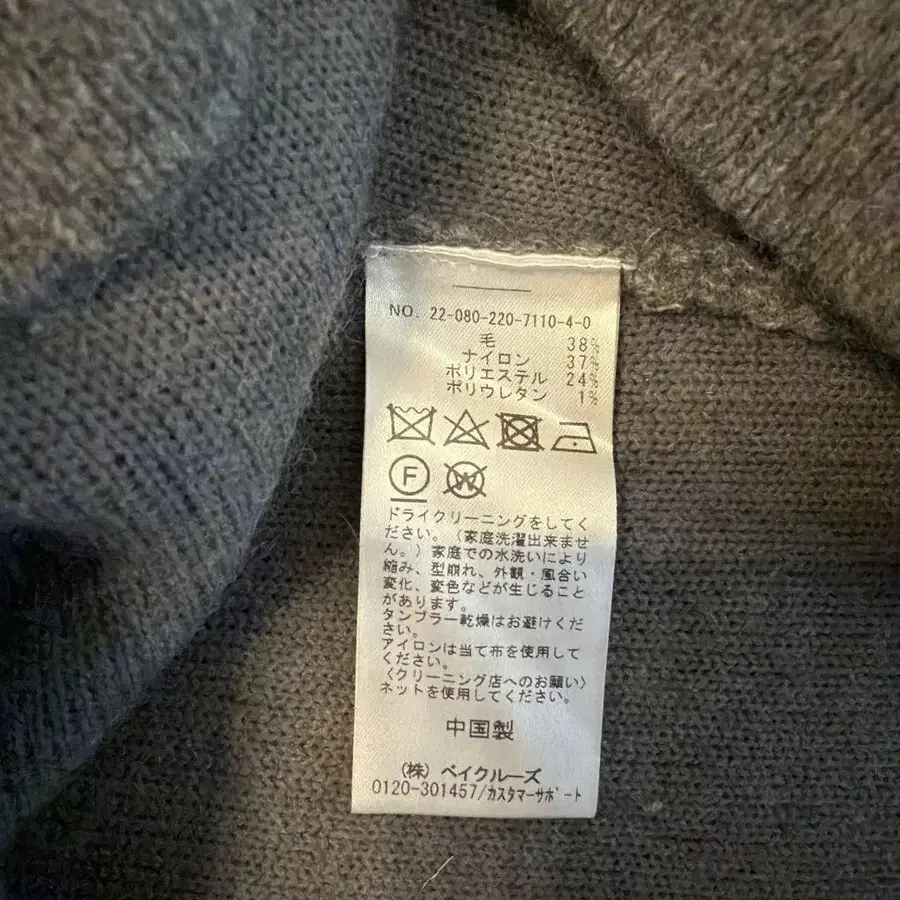 NO. 22-080-220-7110-4-0
毛 38%
ナイロン 37%
ポリエステル 24%
ポリウレタン 1%
F W
ドライクリーニングをしてく
ださい。(家庭洗濯出来ませ
ん。)家庭での水洗いにより
縮み、型崩れ、外観・風合い
変化、変色などが生じること
があります。
タンブラー乾燥はお避けくだ
さい。
アイロンは当て布を使用して
ください。
〈クリーニング店へのお願い〉
ネットを使用してください。
中国製
(株) ベイクルーズ
0120-301457/カスタマーサポート